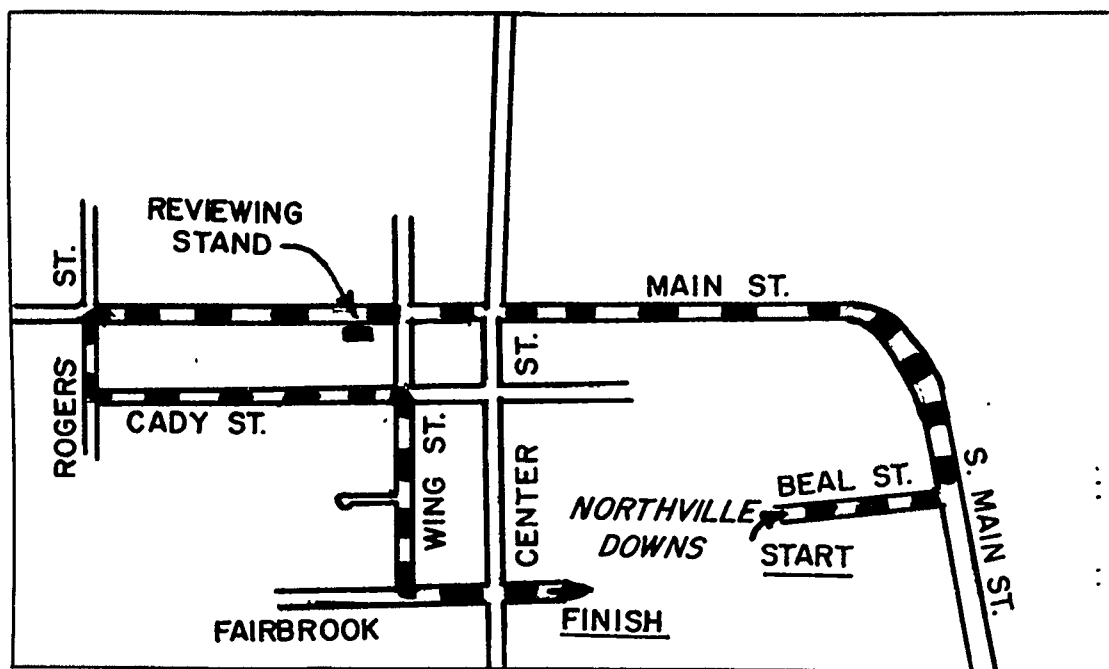 REVIEWING
STAND
ST.
MAIN ST.
ROGERS
ST.
CADY ST.
WING ST.
CENTER
BEAL ST.
S. MAIN ST.
NORTHVILLE
DOWNS
START
FAIRBROOK
FINISH